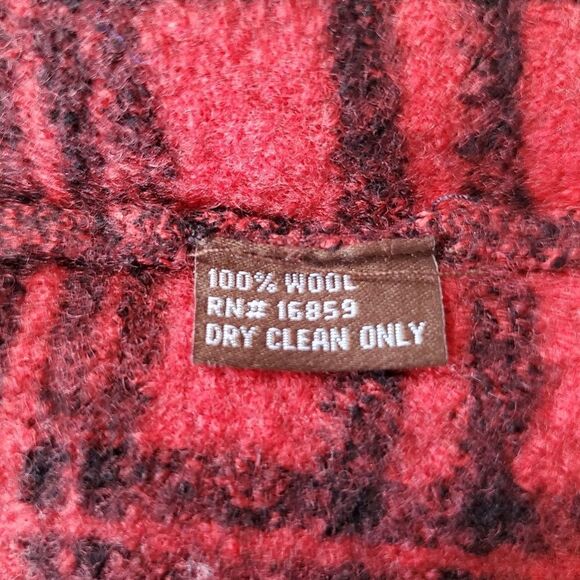 100% WOOL
RN# 16859
DRY CLEAN ONLY